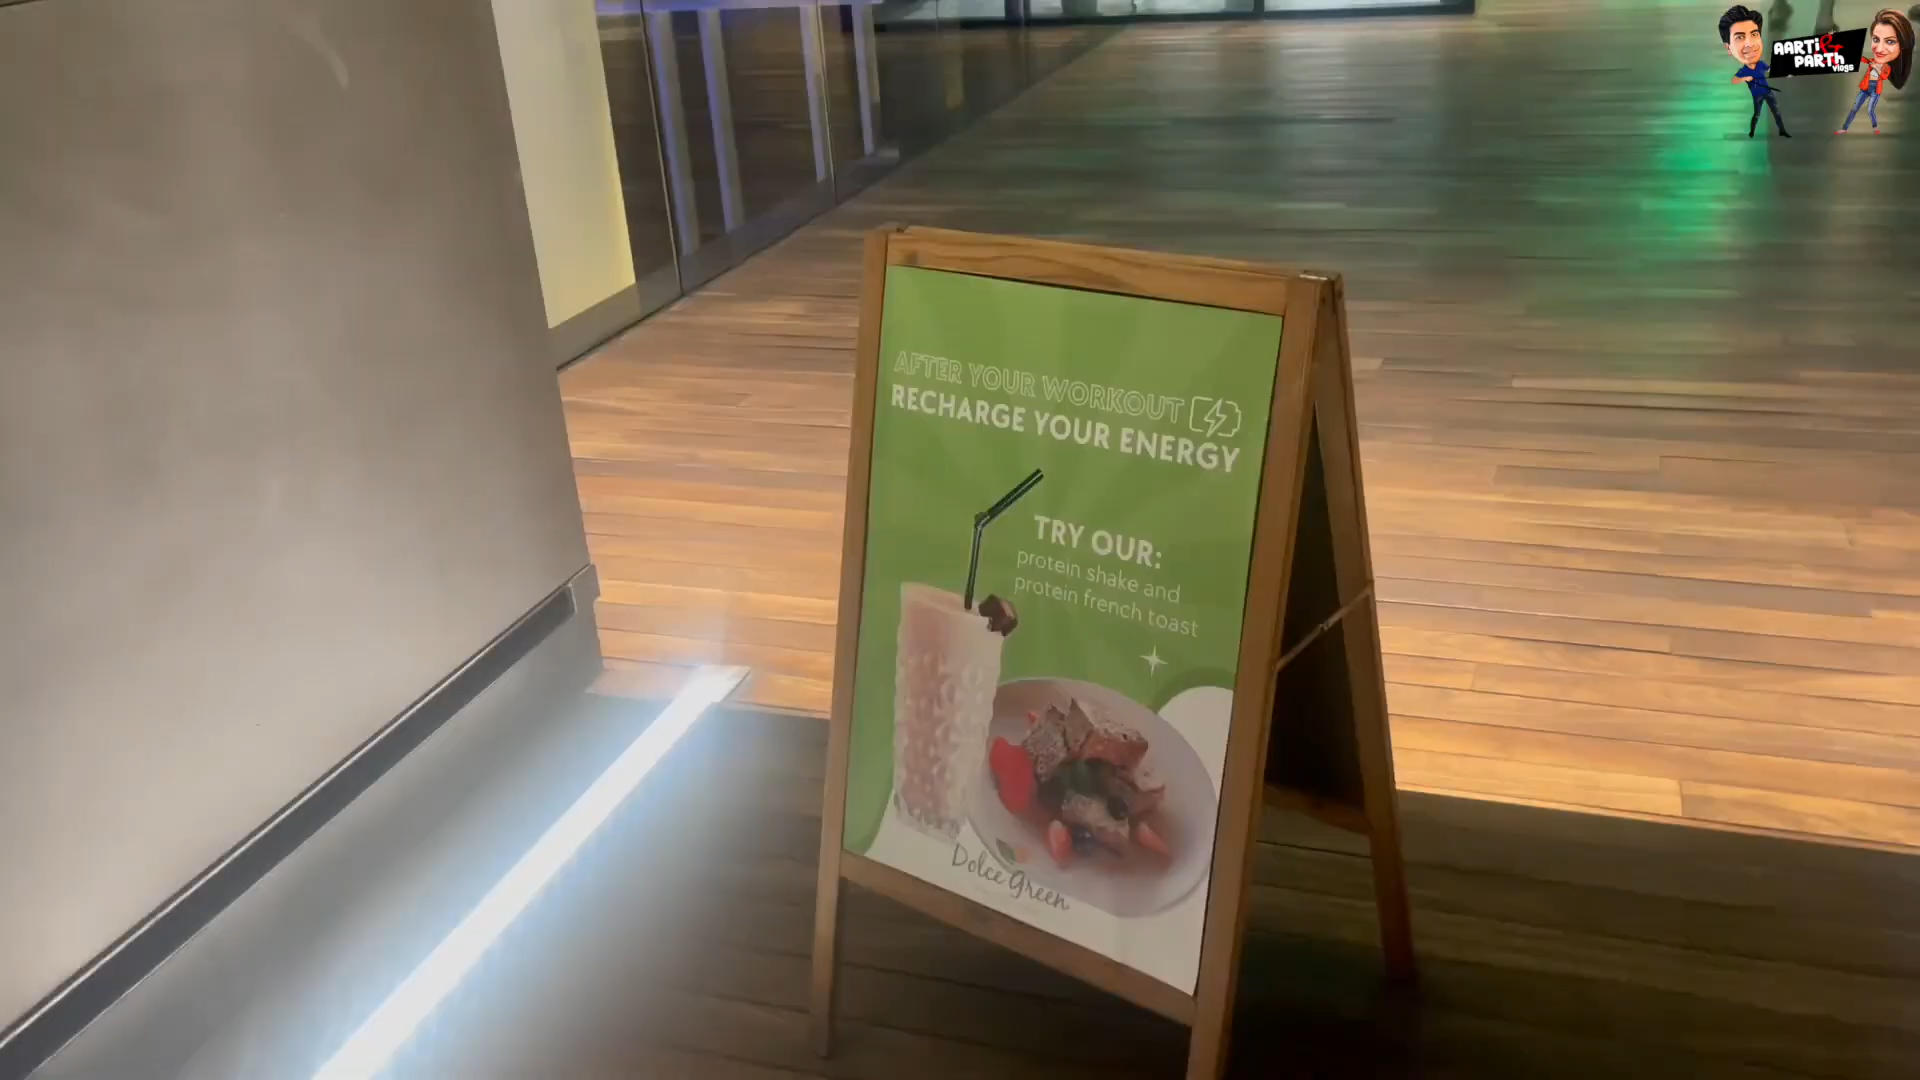 AARTI &
PARTH
vlogs
AFTER YOUR WORKOUT
RECHARGE YOUR ENERGY
TRY OUR:
protein shake and
protein french toast
Dolce Green